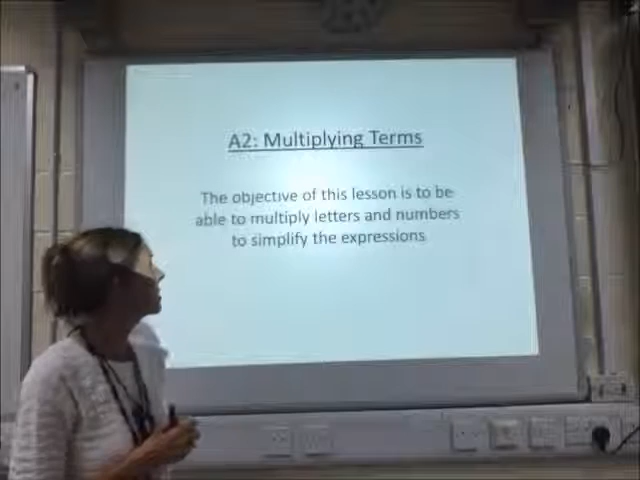 A2: Multiplying Terms
The objective of this lesson is to be
able to multiply letters and numbers
to simplify the expressions